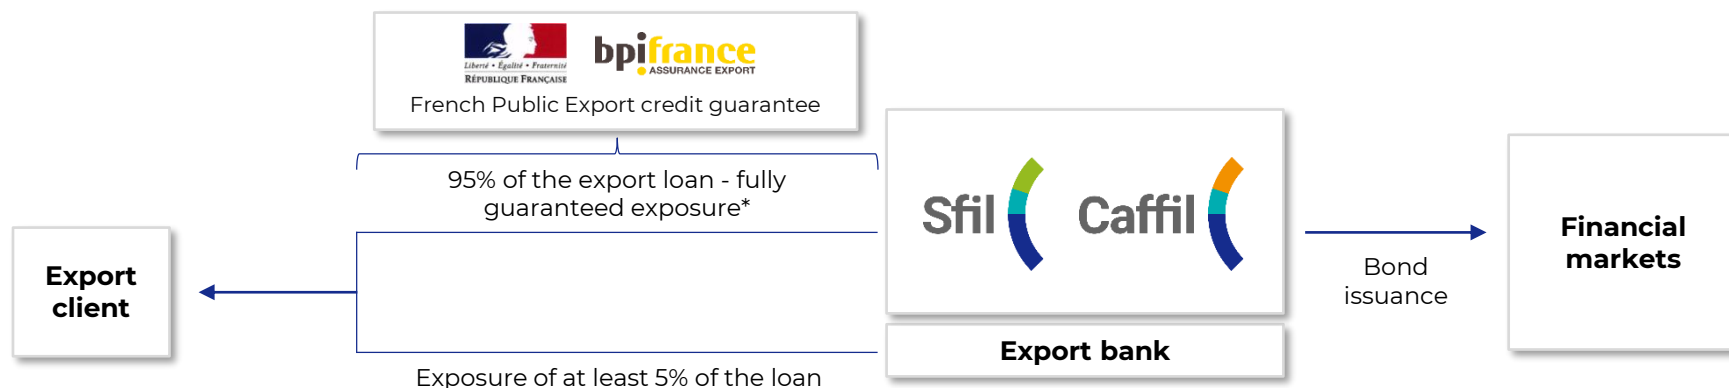 Liberté • Égalité • Fraternité
RÉPUBLIQUE FRANÇAISE
bpifrance
ASSURANCE EXPORT
French Public Export credit guarantee
95% of the export loan - fully
guaranteed exposure*
Sfil
Caffil
Export
client
Financial
markets
Bond
issuance
Export bank
Exposure of at least 5% of the loan